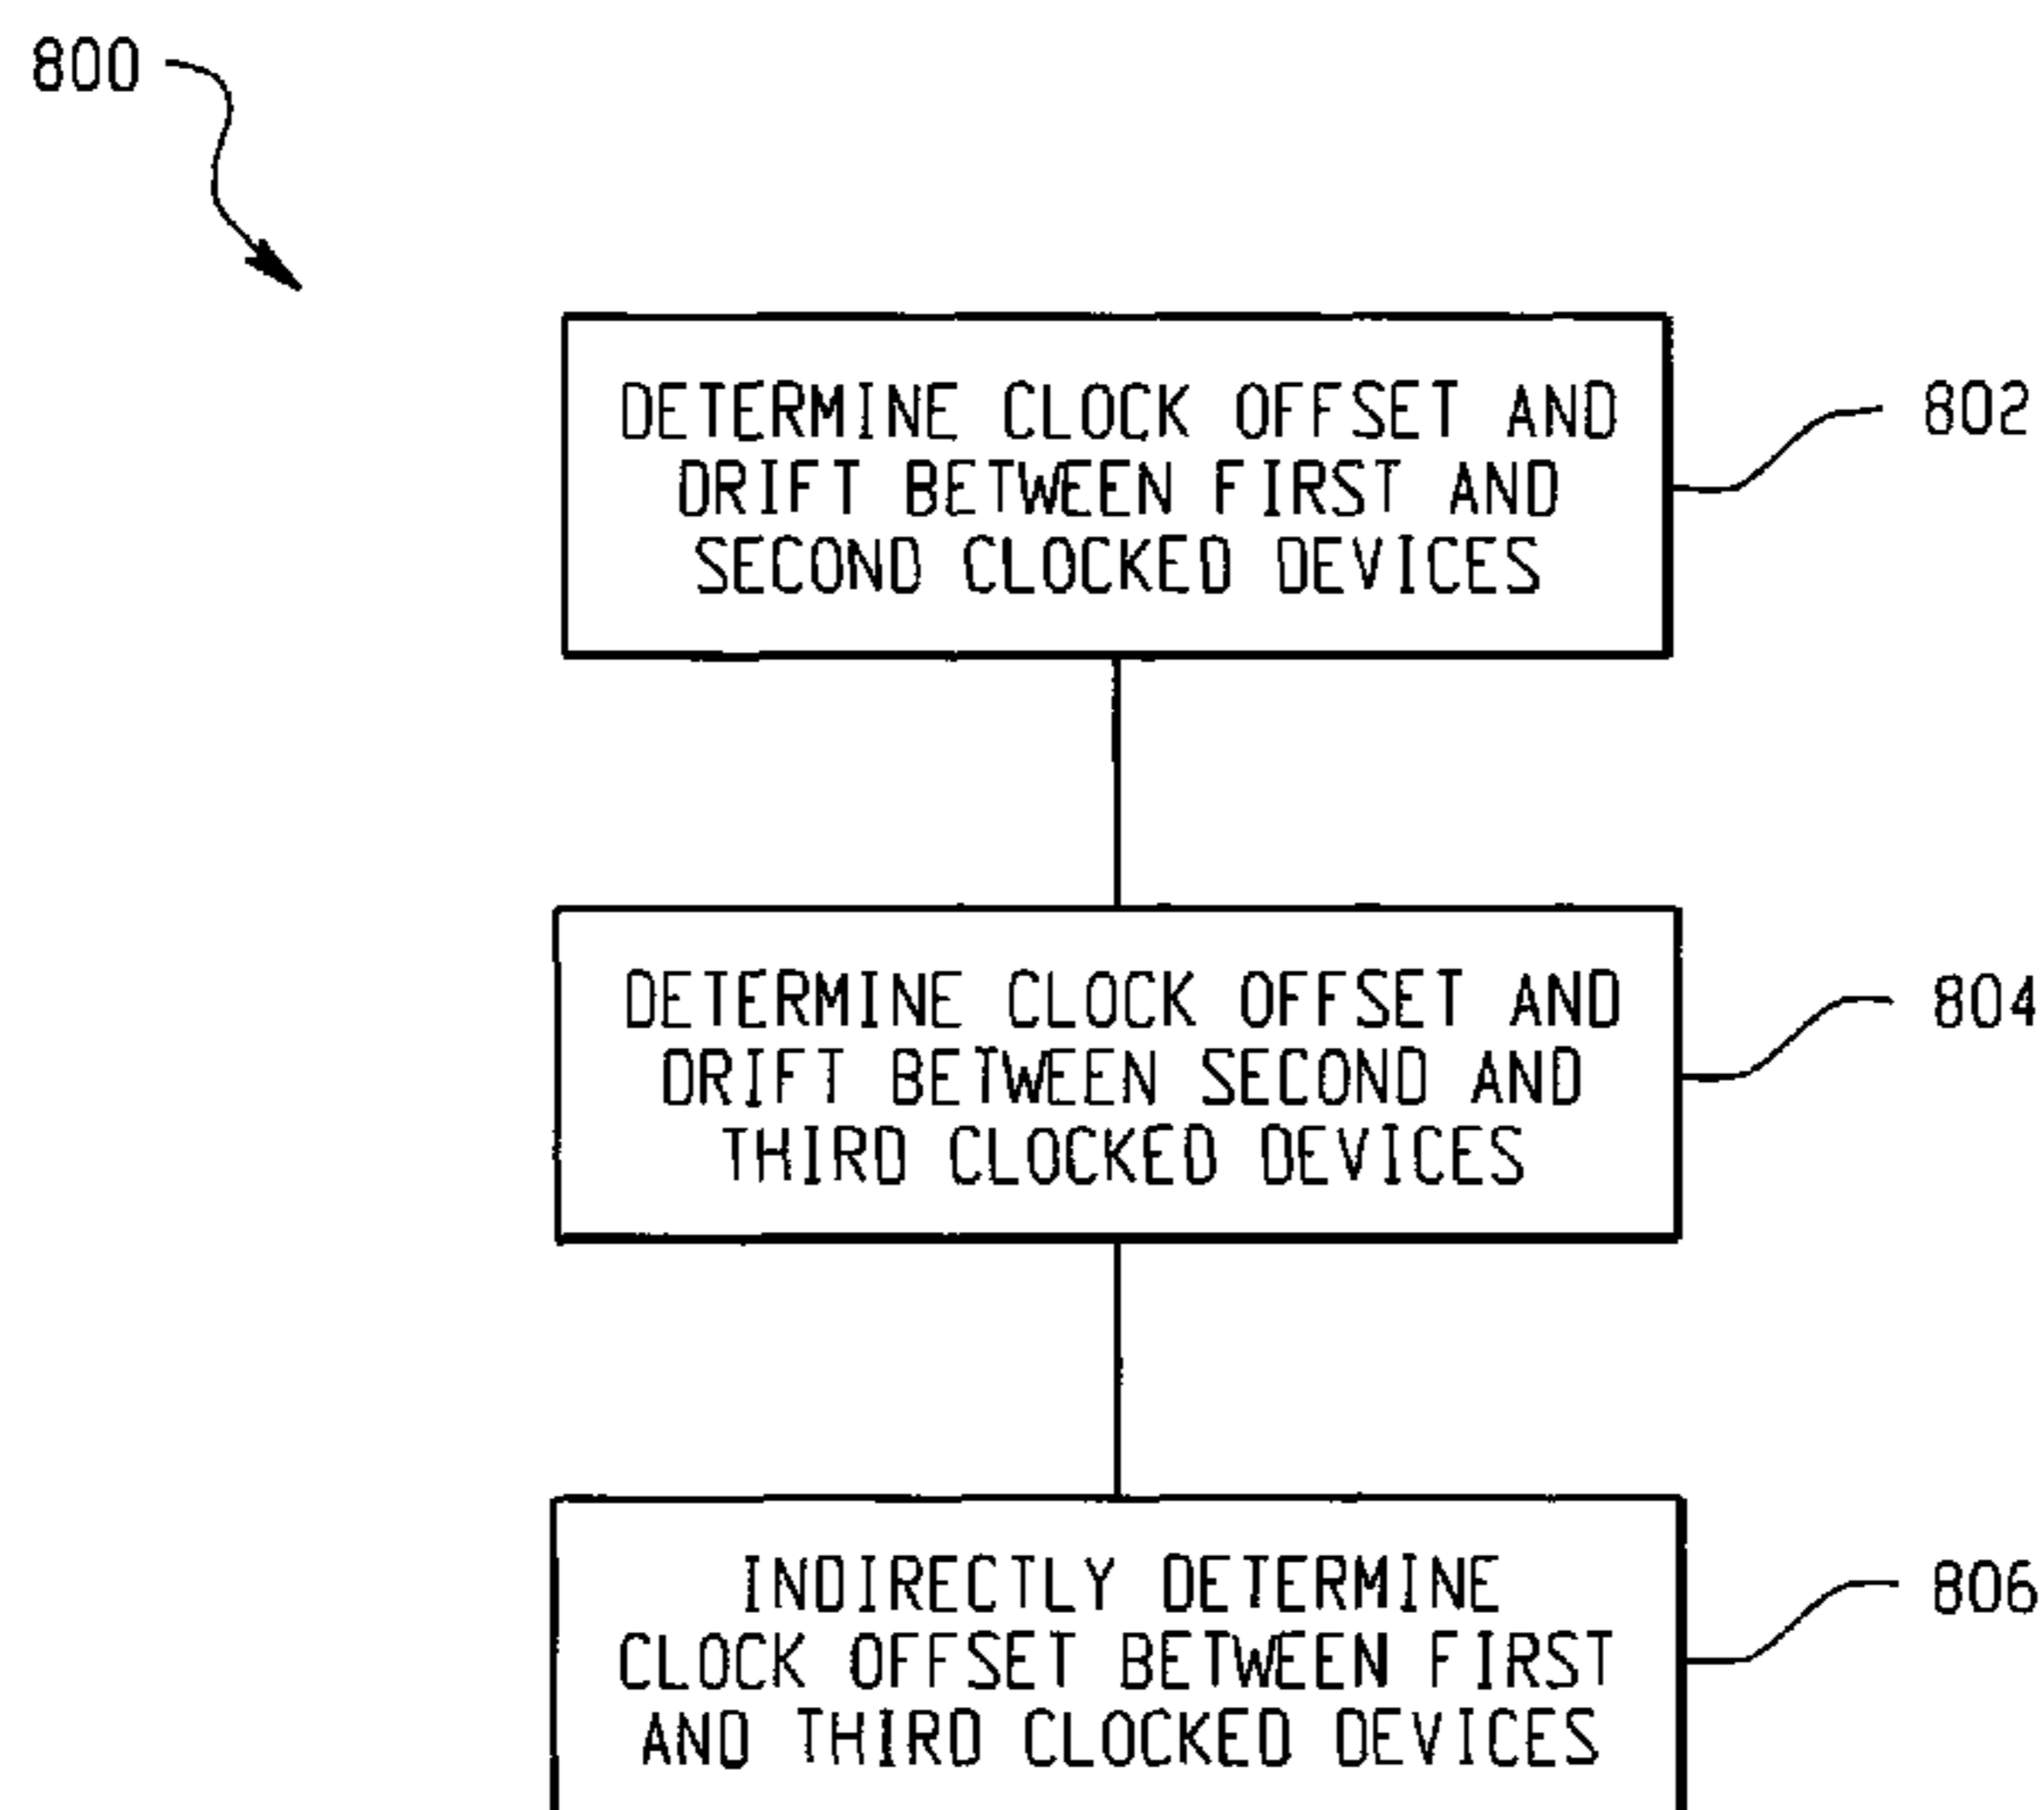 800
DETERMINE CLOCK OFFSET AND
DRIFT BETWEEN FIRST AND
SECOND CLOCKED DEVICES
802
DETERMINE CLOCK OFFSET AND
DRIFT BETWEEN SECOND AND
THIRD CLOCKED DEVICES
804
INDIRECTLY DETERMINE
CLOCK OFFSET BETWEEN FIRST
AND THIRD CLOCKED DEVICES
806